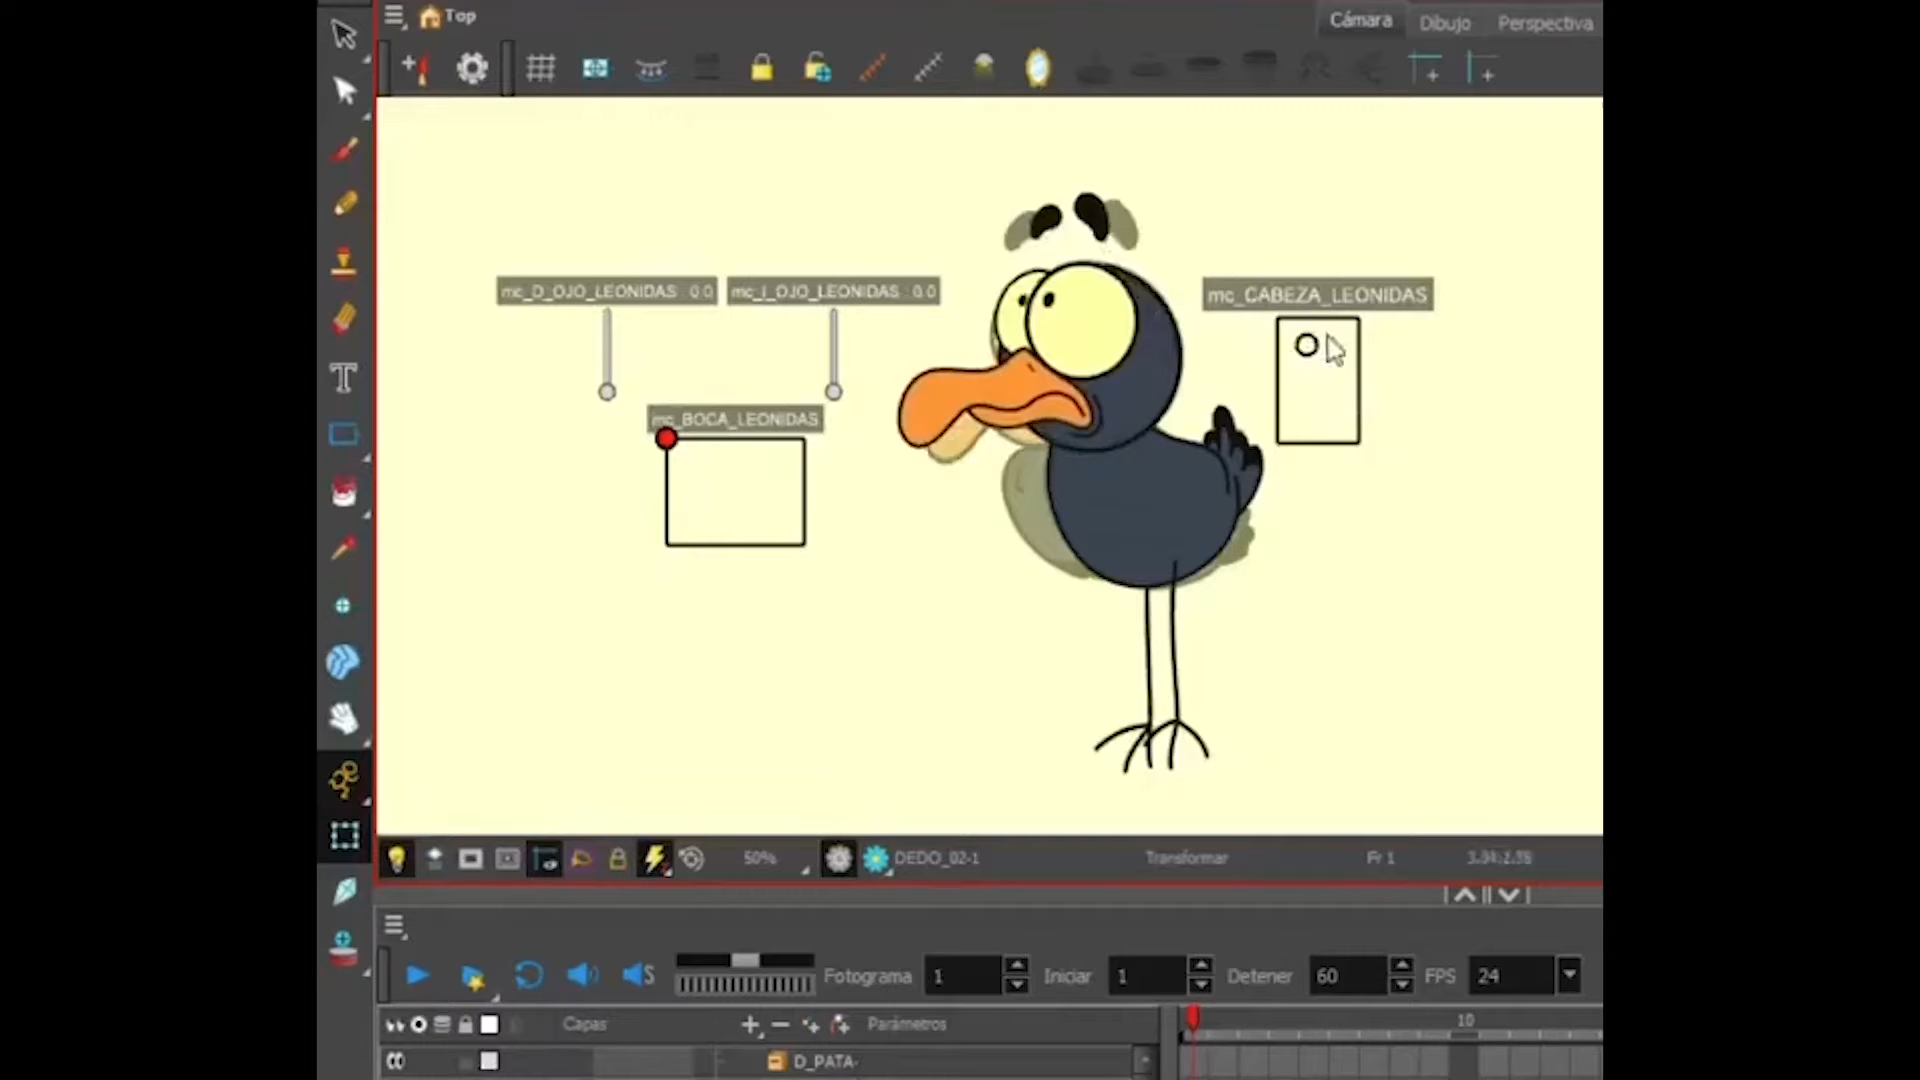 Top
Cámara Dibujo Perspectiva
mc_D_OJO_LEONIDAS : 0.0
mc_I_OJO_LEONIDAS : 0.0
mc_CABEZA_LEONIDAS
mc_BOCA_LEONIDAS
50% DEDO_02-1 Transformar Fr 1
Fotograma 1 Iniciar 1 Detener 60 FPS 24
Capas Parámetros 10
D_PATA-